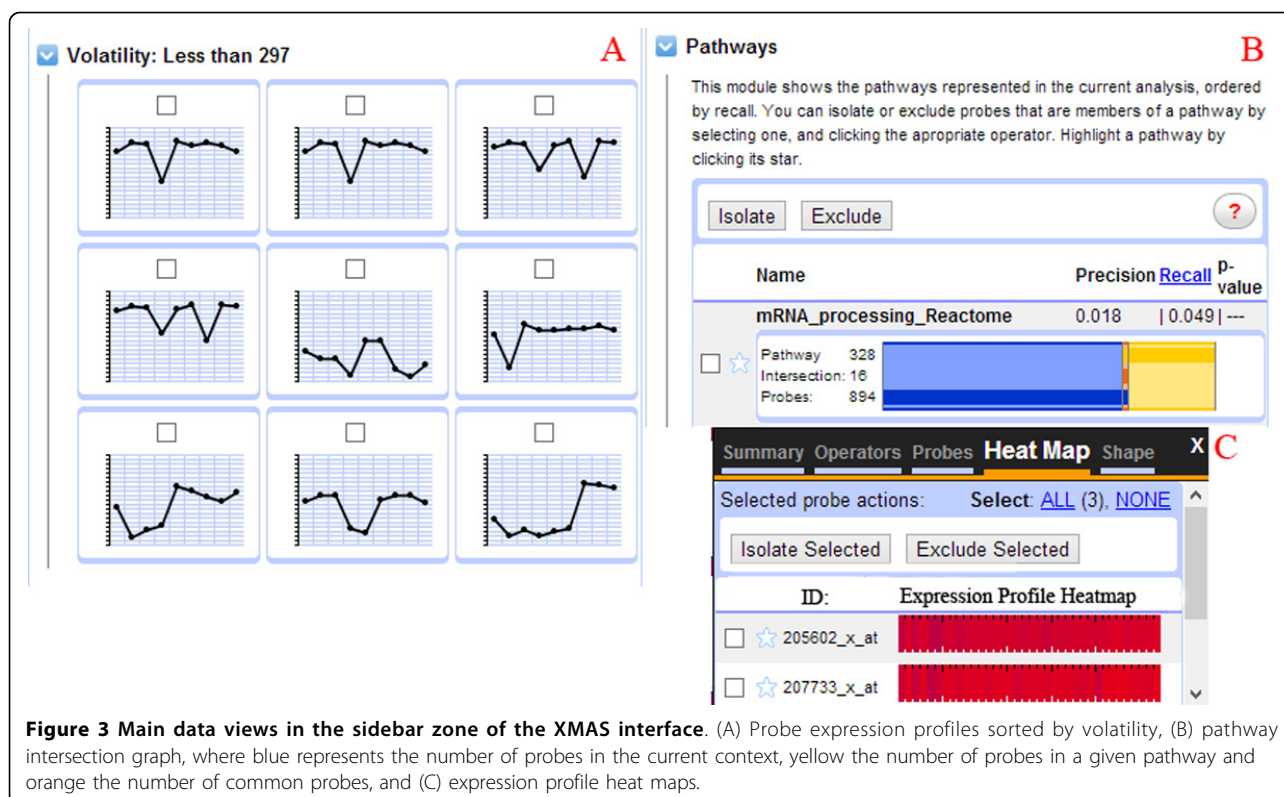 Volatility: Less than 297
A
Pathways
B
This module shows the pathways represented in the current analysis, ordered
by recall. You can isolate or exclude probes that are members of a pathway by
selecting one, and clicking the apropriate operator. Highlight a pathway by
clicking its star.
Isolate Exclude ?
Name Precision Recall p-value
mRNA_processing_Reactome 0.018 | 0.049 | ---
Pathway 328
Intersection: 16
Probes: 894
Summary Operators Probes Heat Map Shape X
C
Selected probe actions: Select: ALL (3), NONE
Isolate Selected Exclude Selected
ID: Expression Profile Heatmap
205602_x_at
207733_x_at
Figure 3 Main data views in the sidebar zone of the XMAS interface. (A) Probe expression profiles sorted by volatility, (B) pathway
intersection graph, where blue represents the number of probes in the current context, yellow the number of probes in a given pathway and
orange the number of common probes, and (C) expression profile heat maps.